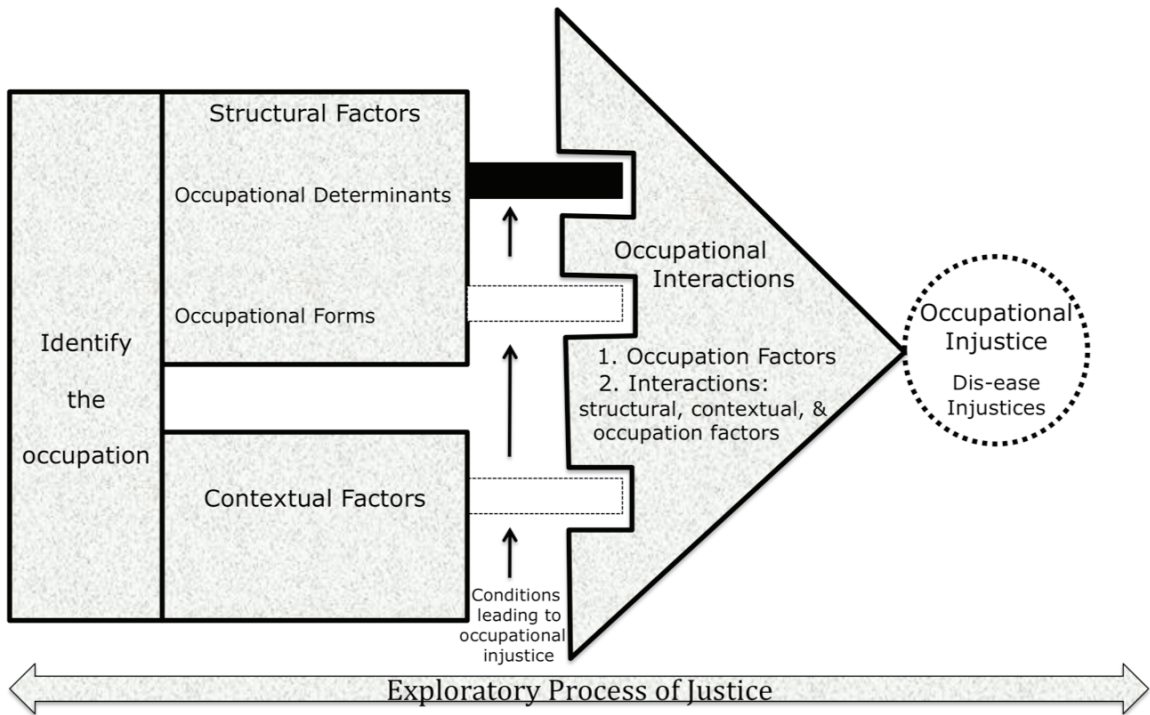 Identify
the
occupation
Structural Factors
Occupational Determinants
Occupational Forms
Contextual Factors
Conditions
leading to
occupational
injustice
Occupational
Interactions
1. Occupation Factors
2. Interactions:
structural, contextual, &
occupation factors
Occupational
Injustice
Dis-ease
Injustices
Exploratory Process of Justice